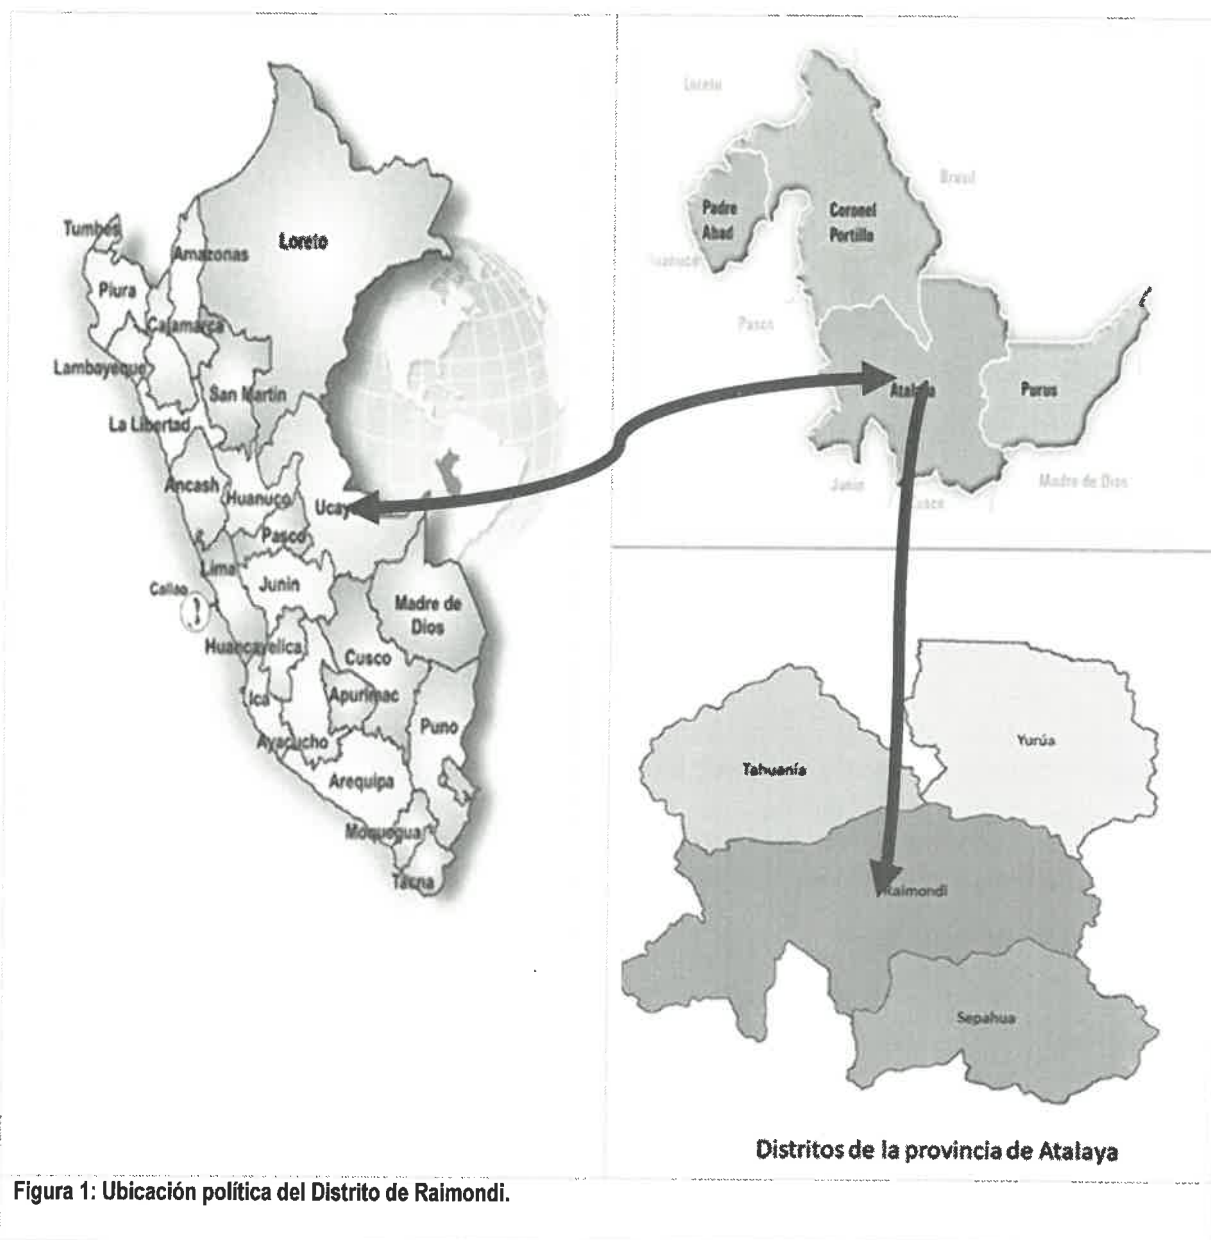 Tumbes
Loreto
Amazonas
Piura
Cajamarca
Lambayeque
San Martin
La Libertad
Ancash
Huanuco
Pasco
Lima
Callao
Junin
Madre de
Dios
Huancavelica
Cusco
Ica
Apurimac
Puno
Ayacucho
Arequipa
Moquegua
Tacna
Loreto
Brasil
Padre
Abad
Coronel
Portillo
Pasco
Purus
Junin
Madre de Dios
Tahuanía
Yurúa
Raimondi
Sepahua
Distritos de la provincia de Atalaya
Figura 1: Ubicación política del Distrito de Raimondi.